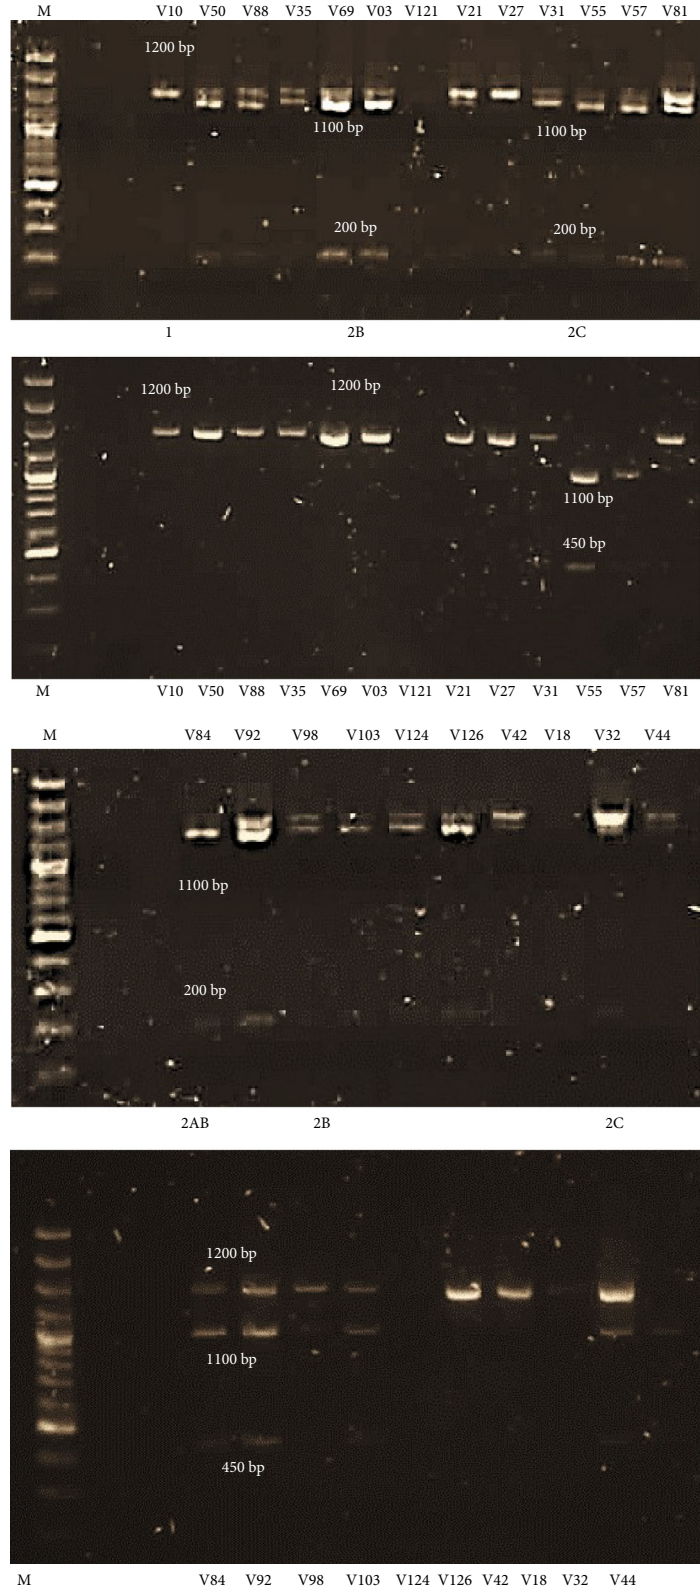 M V10 V50 V88 V35 V69 V03 V121 V21 V27 V31 V55 V57 V81
1200 bp
1100 bp 1100 bp
200 bp 200 bp
1 2B 2C
1200 bp 1200 bp
1100 bp
450 bp
M V10 V50 V88 V35 V69 V03 V121 V21 V27 V31 V55 V57 V81
M V84 V92 V98 V103 V124 V126 V42 V18 V32 V44
1100 bp
200 bp
2AB 2B 2C
1200 bp
1100 bp
450 bp
M V84 V92 V98 V103 V124 V126 V42 V18 V32 V44